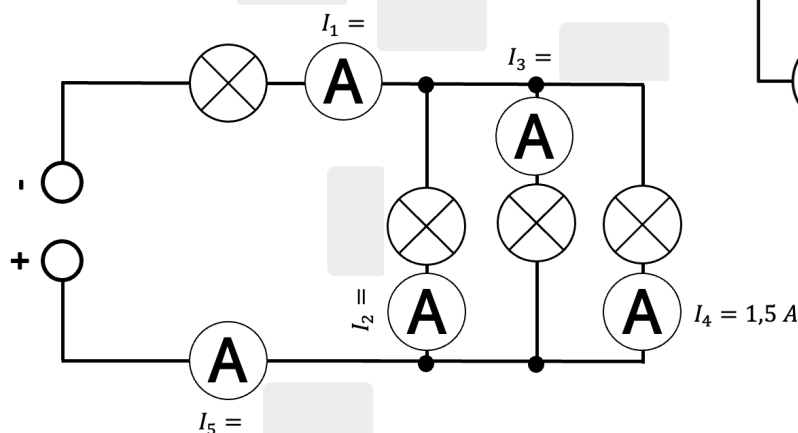 I₁ =
I₃ =
A
A
-
+
I₂ =
A
A
I₄ = 1,5 A
A
I₅ =